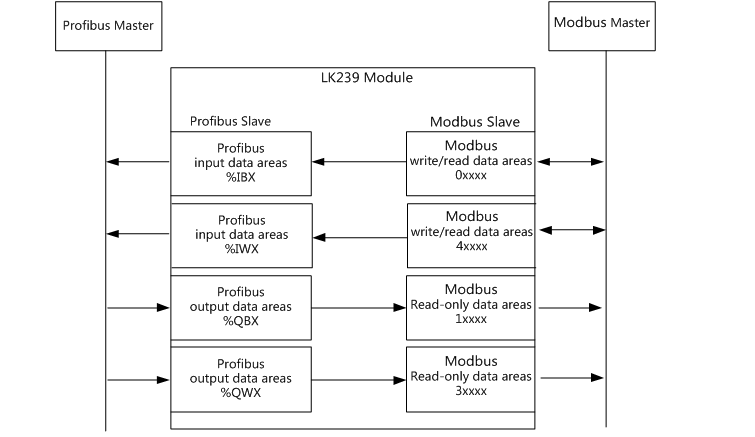 Profibus Master
Modbus Master
LK239 Module
Profibus Slave
Modbus Slave
Profibus
input data areas
%IBX
Modbus
write/read data areas
0xxxx
Profibus
input data areas
%IWX
Modbus
write/read data areas
4xxxx
Profibus
output data areas
%QBX
Modbus
Read-only data areas
1xxxx
Profibus
output data areas
%QWX
Modbus
Read-only data areas
3xxxx